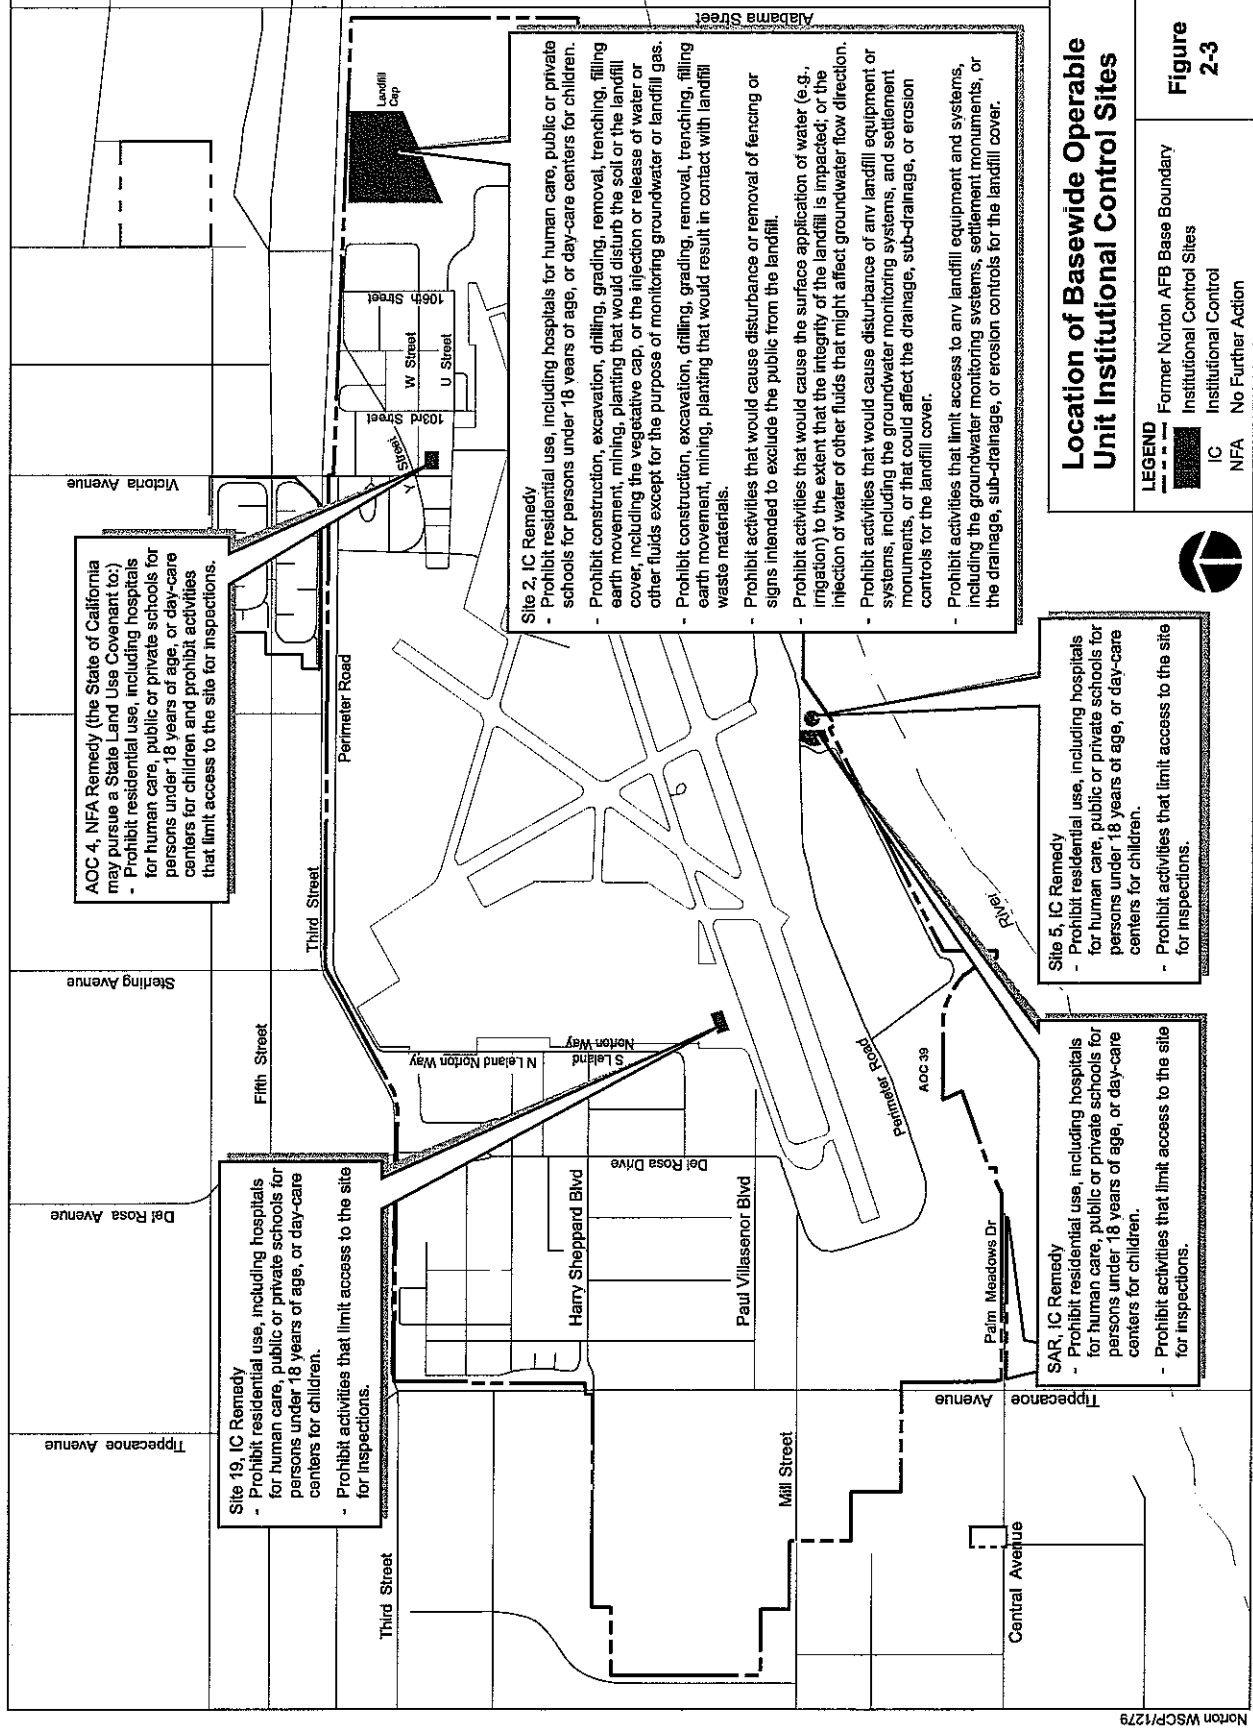 AOC 4, NFA Remedy (the State of California
may pursue a State Land Use Covenant to:)
- Prohibit residential use, including hospitals
for human care, public or private schools for
persons under 18 years of age, or day-care
centers for children and prohibit activities
that limit access to the site for inspections.
Site 19, IC Remedy
- Prohibit residential use, including hospitals
for human care, public or private schools for
persons under 18 years of age, or day-care
centers for children.
- Prohibit activities that limit access to the site
for inspections.
Site 2, IC Remedy
- Prohibit residential use, including hospitals for human care, public or private
schools for persons under 18 years of age, or day-care centers for children.
- Prohibit construction, excavation, drilling, grading, removal, trenching, filling
earth movement, mining, planting that would disturb the soil or the landfill
cover, including the vegetative cap, or the injection or release of water or
other fluids except for the purpose of monitoring groundwater or landfill gas.
- Prohibit construction, excavation, drilling, grading, removal, trenching, filling
earth movement, mining, planting that would result in contact with landfill
waste materials.
- Prohibit activities that would cause disturbance or removal of fencing or
signs intended to exclude the public from the landfill.
- Prohibit activities that would cause the surface application of water (e.g.,
irrigation) to the extent that the integrity of the landfill is impacted; or the
injection of water of other fluids that might affect groundwater flow direction.
- Prohibit activities that would cause disturbance of any landfill equipment or
systems, including the groundwater monitoring systems, and settlement
monuments, or that could affect the drainage, sub-drainage, or erosion
controls for the landfill cover.
- Prohibit activities that limit access to any landfill equipment and systems,
including the groundwater monitoring systems, settlement monuments, or
the drainage, sub-drainage, or erosion controls for the landfill cover.
Site 5, IC Remedy
- Prohibit residential use, including hospitals
for human care, public or private schools for
persons under 18 years of age, or day-care
centers for children.
- Prohibit activities that limit access to the site
for inspections.
SAR, IC Remedy
- Prohibit residential use, including hospitals
for human care, public or private schools for
persons under 18 years of age, or day-care
centers for children.
- Prohibit activities that limit access to the site
for inspections.
Tippecanoe Avenue
Del Rosa Avenue
Sterling Avenue
Victoria Avenue
Alabama Street
Fifth Street
Third Street
Third Street
Perimeter Road
Landfill
Cap
106th Street
103rd Street
W Street
U Street
Y Street
N Leland Norton Way
S Leland
Norton Way
Del Rosa Drive
Harry Sheppard Blvd
Paul Villasenor Blvd
Mill Street
Perimeter Road
AOC 39
River
Palm Meadows Dr
Tippecanoe Avenue
Central Avenue
Location of Basewide Operable
Unit Institutional Control Sites
LEGEND
Former Norton AFB Base Boundary
Institutional Control Sites
IC Institutional Control
NFA No Further Action
Figure
2-3
Norton WSCP/1279